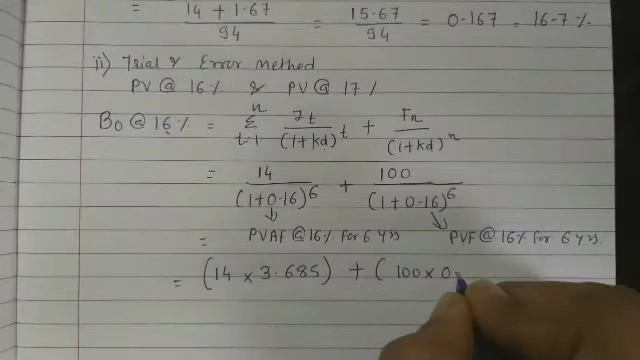 = 14 + 1.67 / 94 = 15.67 / 94 = 0.167 = 16.7 %
ii) Trial & Error Method
PV @ 16 % & PV @ 17 %
B₀ @ 16 % = n ∑ t=1 It / (1+kd)^t + Fn / (1+kd)^n
= 14 / (1+0.16)^6 + 100 / (1+0.16)^6
= PVAF @ 16% for 6 yrs PVF @ 16% for 6 yrs.
= (14 × 3.685) + (100 × 0.